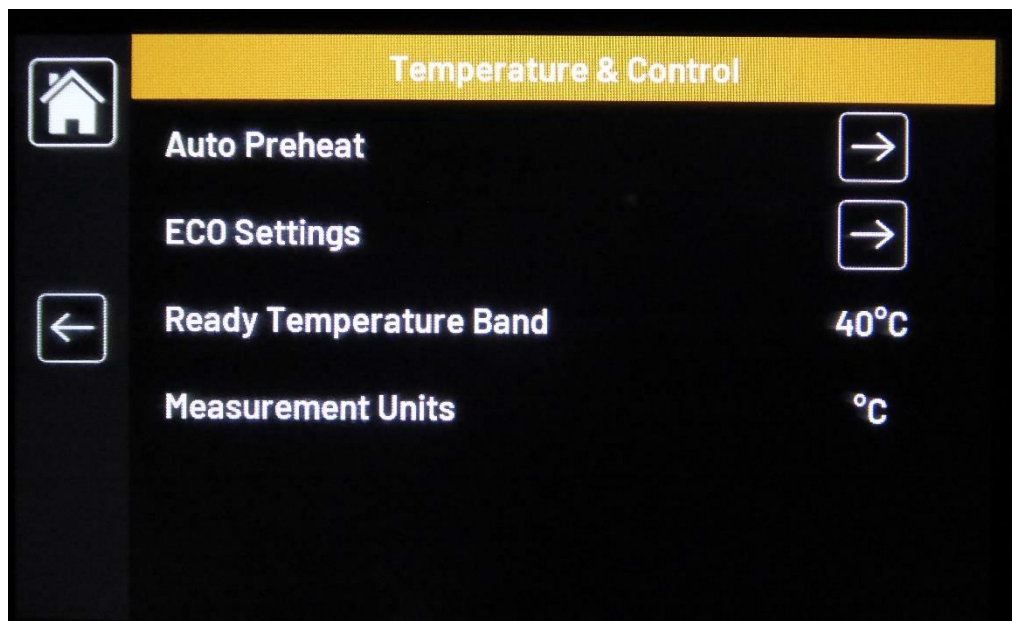 Temperature & Control
Auto Preheat
ECO Settings
Ready Temperature Band 40°C
Measurement Units °C